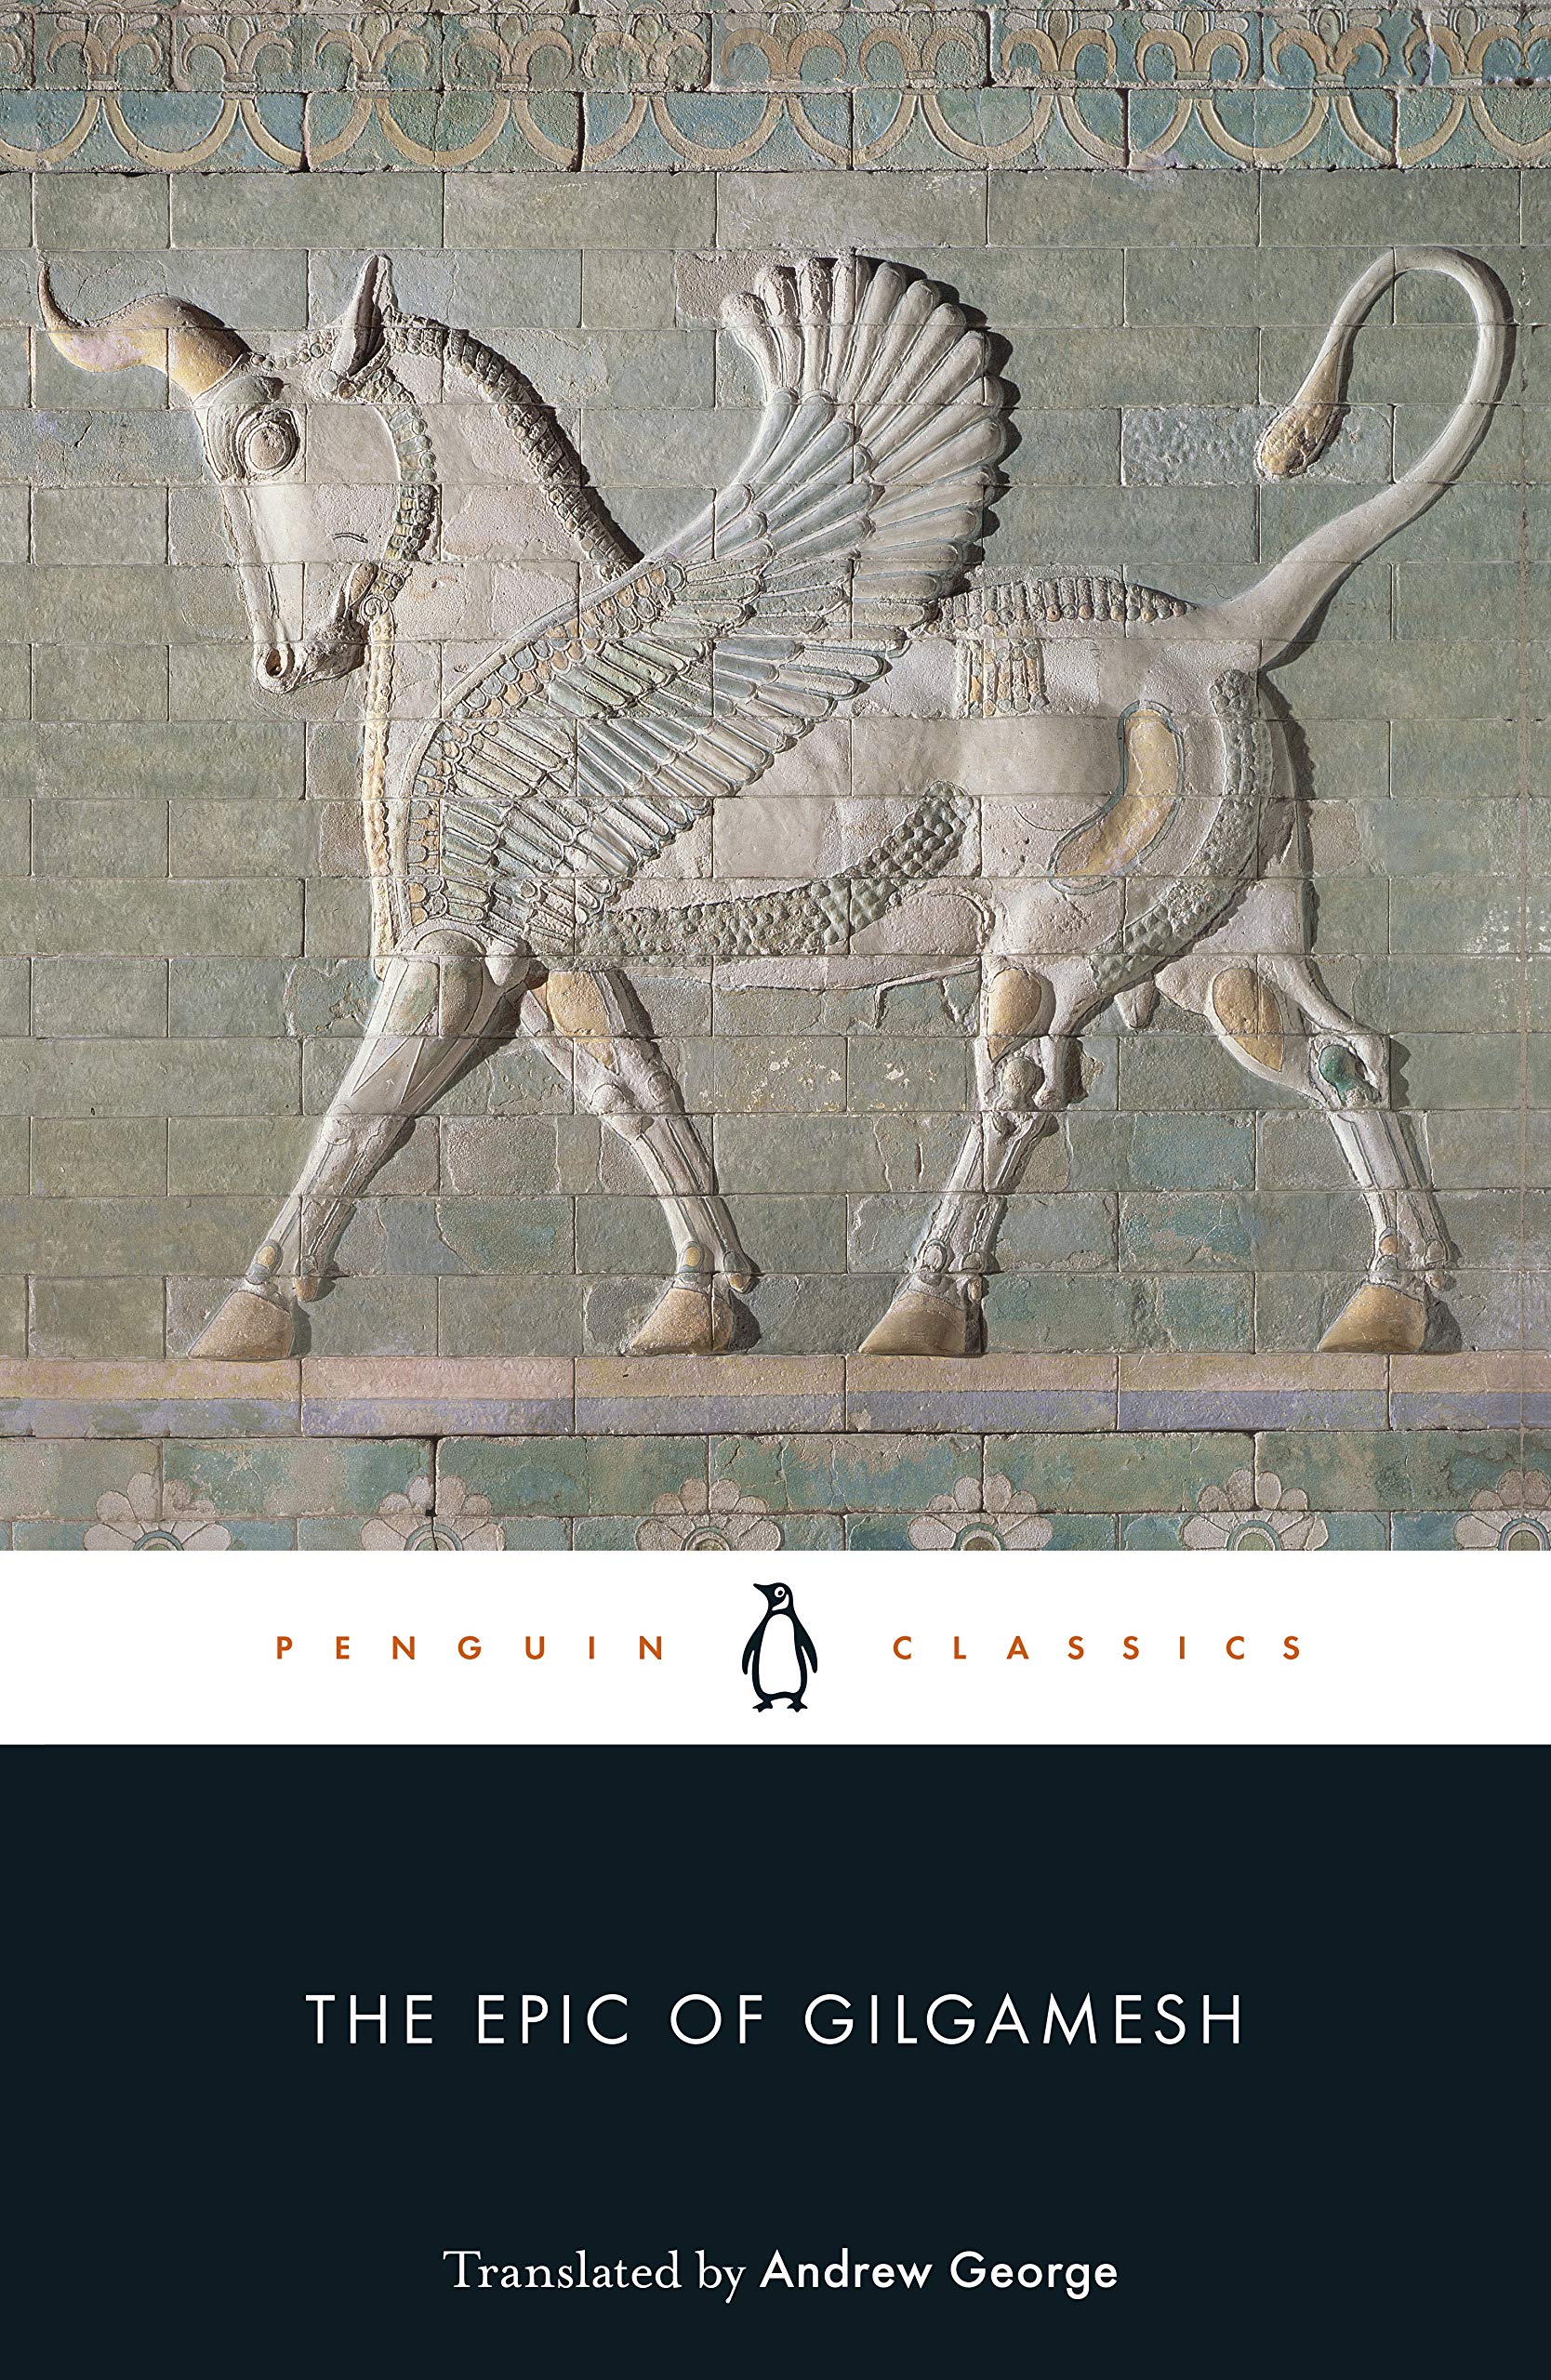 PENGUIN CLASSICS
THE EPIC OF GILGAMESH
Translated by Andrew George